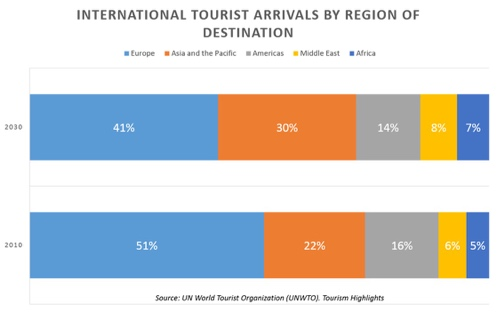 INTERNATIONAL TOURIST ARRIVALS BY REGION OF
DESTINATION
Europe Asia and the Pacific Americas Middle East Africa
2030 41% 30% 14% 8% 7%
2010 51% 22% 16% 6% 5%
Source: UN World Tourist Organization (UNWTO). Tourism Highlights